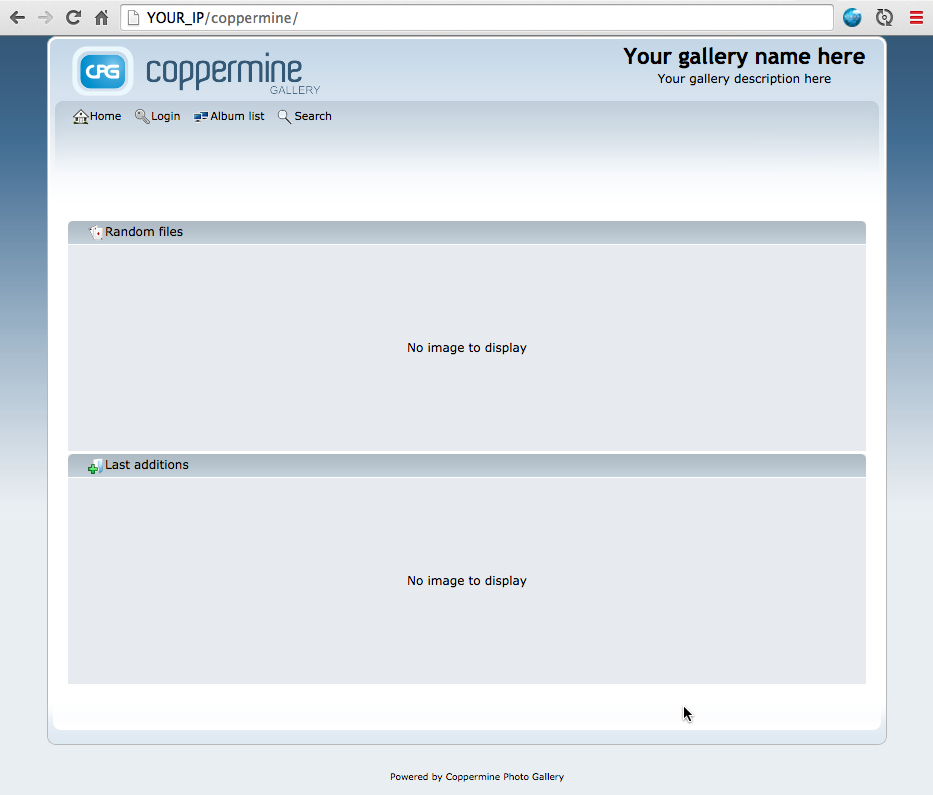 YOUR_IP/coppermine/
CPG coppermine
GALLERY
Your gallery name here
Your gallery description here
Home Login Album list Search
Random files
No image to display
Last additions
No image to display
Powered by Coppermine Photo Gallery